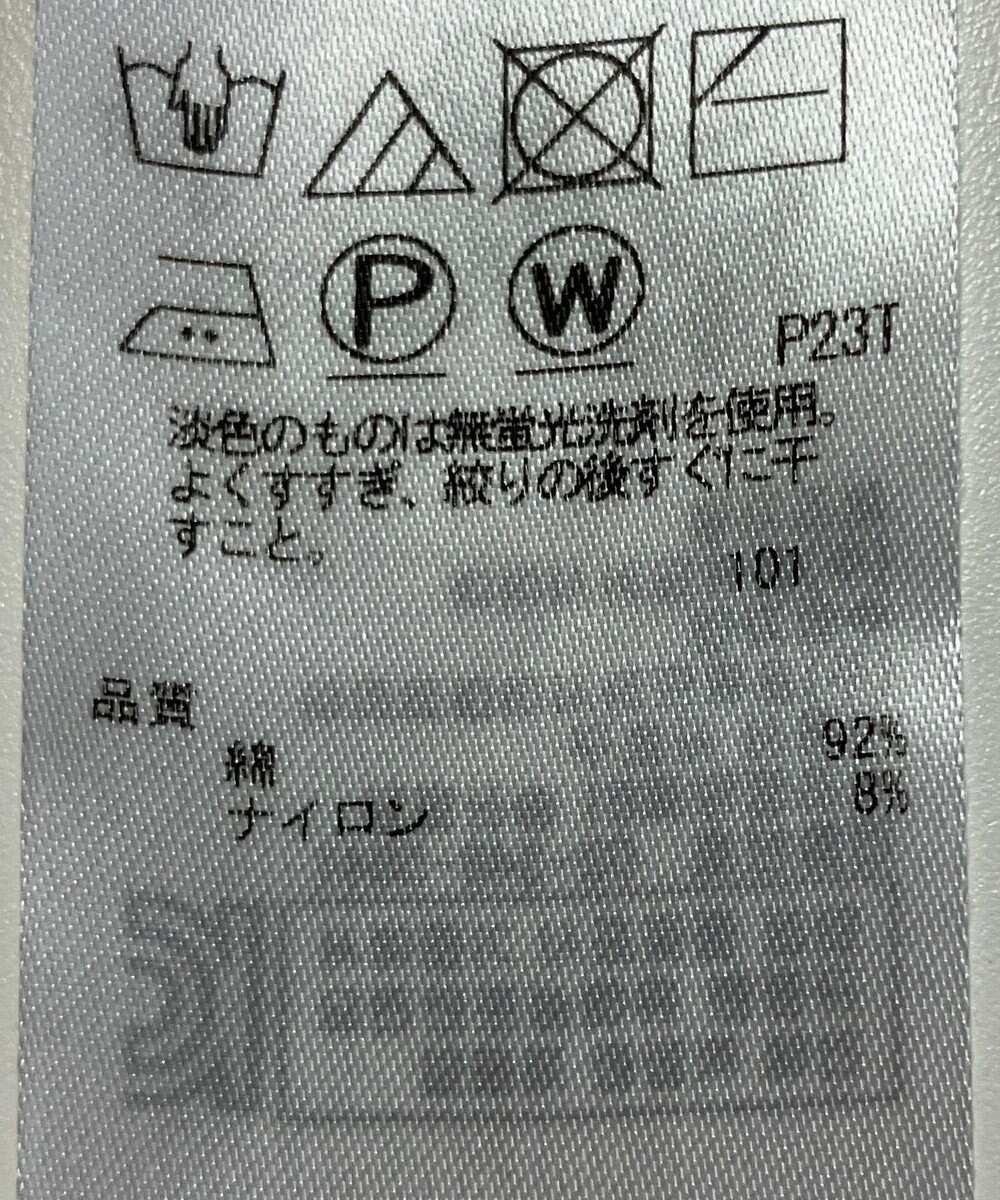 P W
P23T
淡色のものは無蛍光洗剤を使用。
よくすすぎ、絞りの後すぐに干
すこと。
101
品質
綿 92%
ナイロン 8%